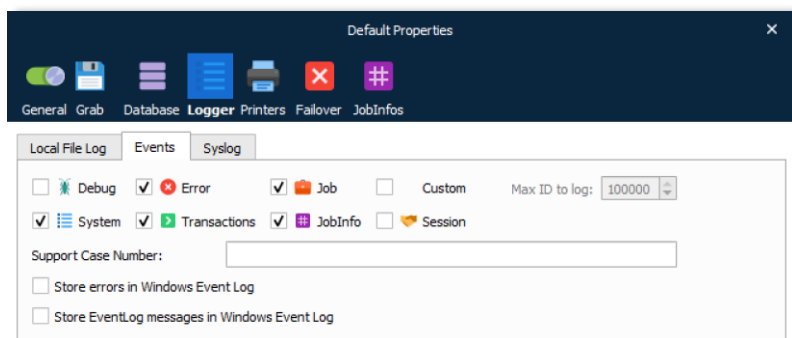 Default Properties
General Grab Database Logger Printers Failover JobInfos
Local File Log Events Syslog
Debug Error Job Custom Max ID to log: 100000
System Transactions JobInfo Session
Support Case Number:
Store errors in Windows Event Log
Store EventLog messages in Windows Event Log